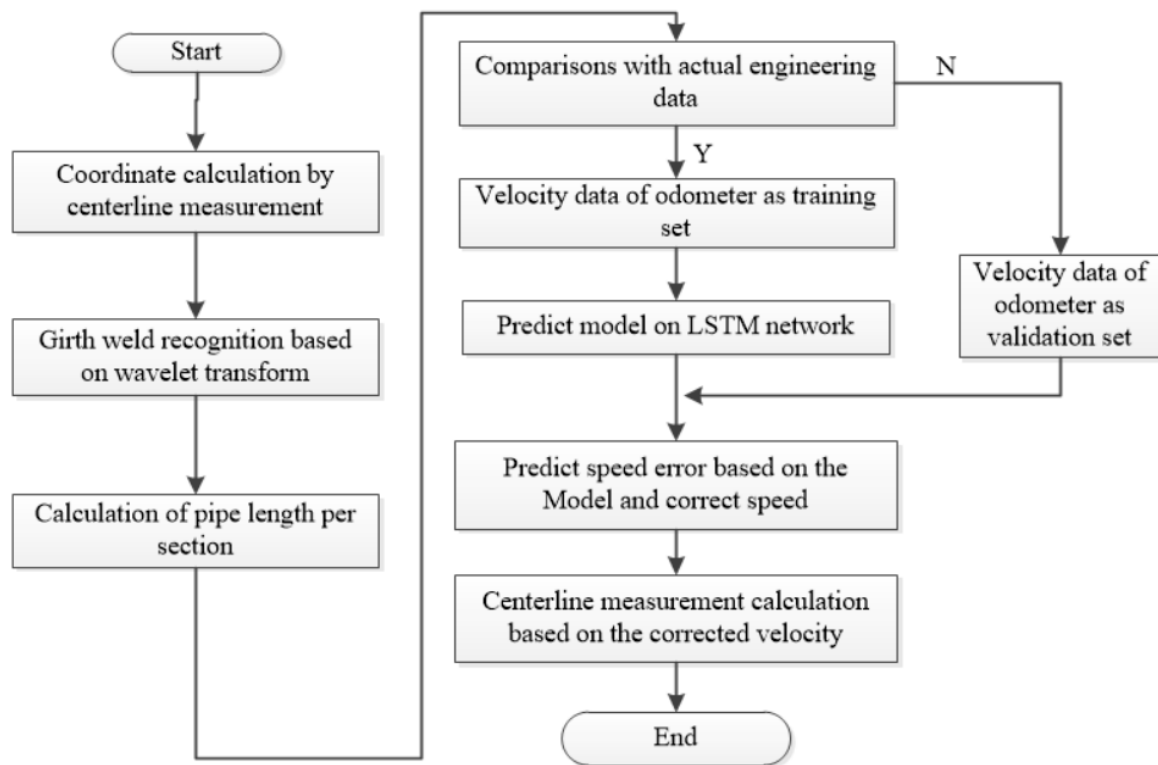 Start
Coordinate calculation by
centerline measurement
Girth weld recognition based
on wavelet transform
Calculation of pipe length per
section
Comparisons with actual engineering
data
N
Y
Velocity data of odometer as training
set
Velocity data of
odometer as
validation set
Predict model on LSTM network
Predict speed error based on the
Model and correct speed
Centerline measurement calculation
based on the corrected velocity
End